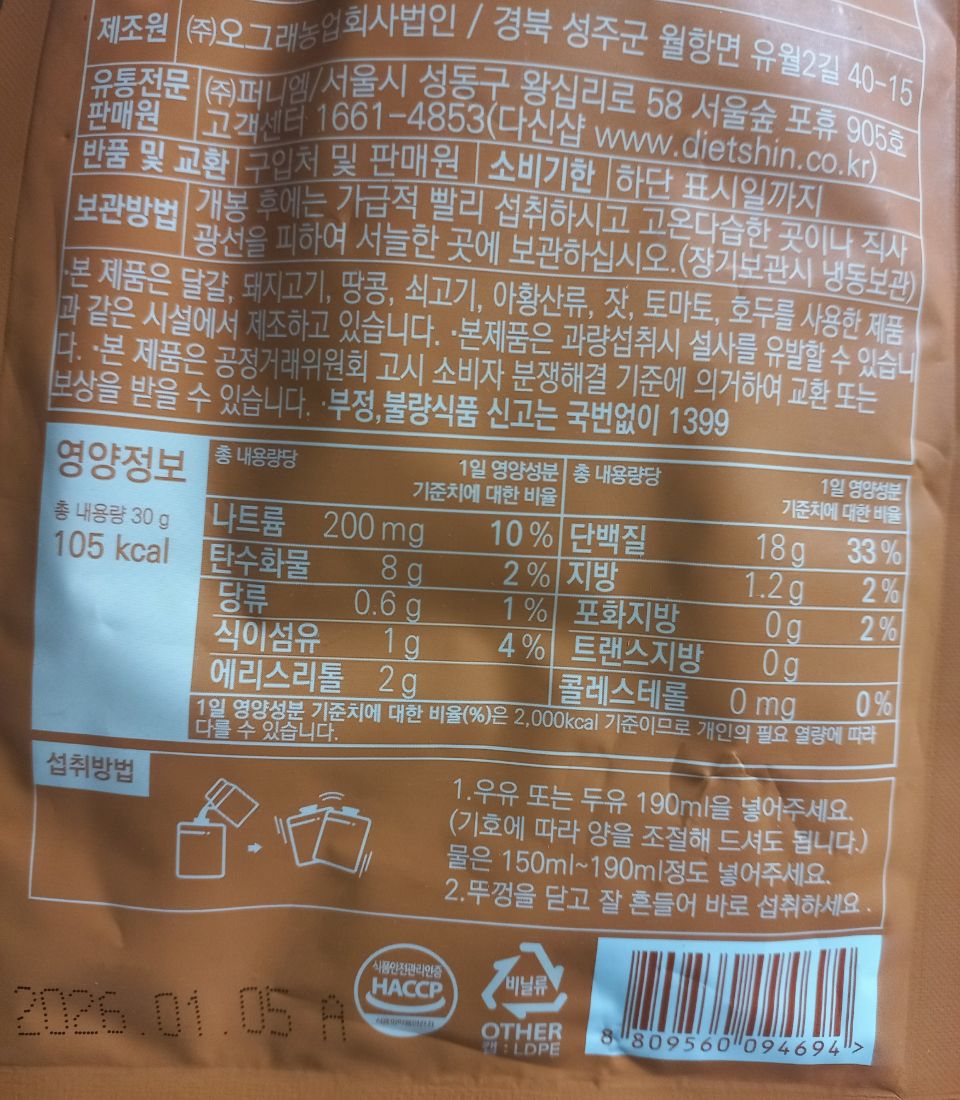 제조원 (주)오그래농업회사법인 / 경북 성주군 월항면 유월2길 40-15
유통전문 (주)퍼니엠/서울시 성동구 왕십리로 58 서울숲 포휴 905호
판매원 고객센터 1661-4853(다신샵 www.dietshin.co.kr)
반품 및 교환 구입처 및 판매원 소비기한 하단 표시일까지
보관방법 개봉 후에는 가급적 빨리 섭취하시고 고온다습한 곳이나 직사
광선을 피하여 서늘한 곳에 보관하십시오.(장기보관시 냉동보관)
·본 제품은 달걀, 돼지고기, 땅콩, 쇠고기, 아황산류, 잣, 토마토, 호두를 사용한 제품
과 같은 시설에서 제조하고 있습니다. ·본제품은 과량섭취시 설사를 유발할 수 있습니
다. ·본 제품은 공정거래위원회 고시 소비자 분쟁해결 기준에 의거하여 교환 또는
보상을 받을 수 있습니다. ·부정,불량식품 신고는 국번없이 1399
영양정보
총 내용량 30 g
105 kcal
총 내용량당 1일 영양성분 기준치에 대한 비율
총 내용량당 1일 영양성분 기준치에 대한 비율
나트륨 200 mg 10 % 단백질 18 g 33 %
탄수화물 8 g 2 % 지방 1.2 g 2 %
당류 0.6 g 1 % 포화지방 0 g 2 %
식이섬유 1 g 4 % 트랜스지방 0 g
에리스리톨 2 g 콜레스테롤 0 mg 0 %
1일 영양성분 기준치에 대한 비율(%)은 2,000kcal 기준이므로 개인의 필요 열량에 따라
다를 수 있습니다.
섭취방법
1.우유 또는 두유 190ml을 넣어주세요.
(기호에 따라 양을 조절해 드셔도 됩니다.)
물은 150ml~190ml정도 넣어주세요.
2.뚜껑을 닫고 잘 흔들어 바로 섭취하세요.
2026.01.05 A
식품안전관리인증
HACCP
식품의약품안전처
비닐류
OTHER
캡 : LDPE
8 809560 094694 >